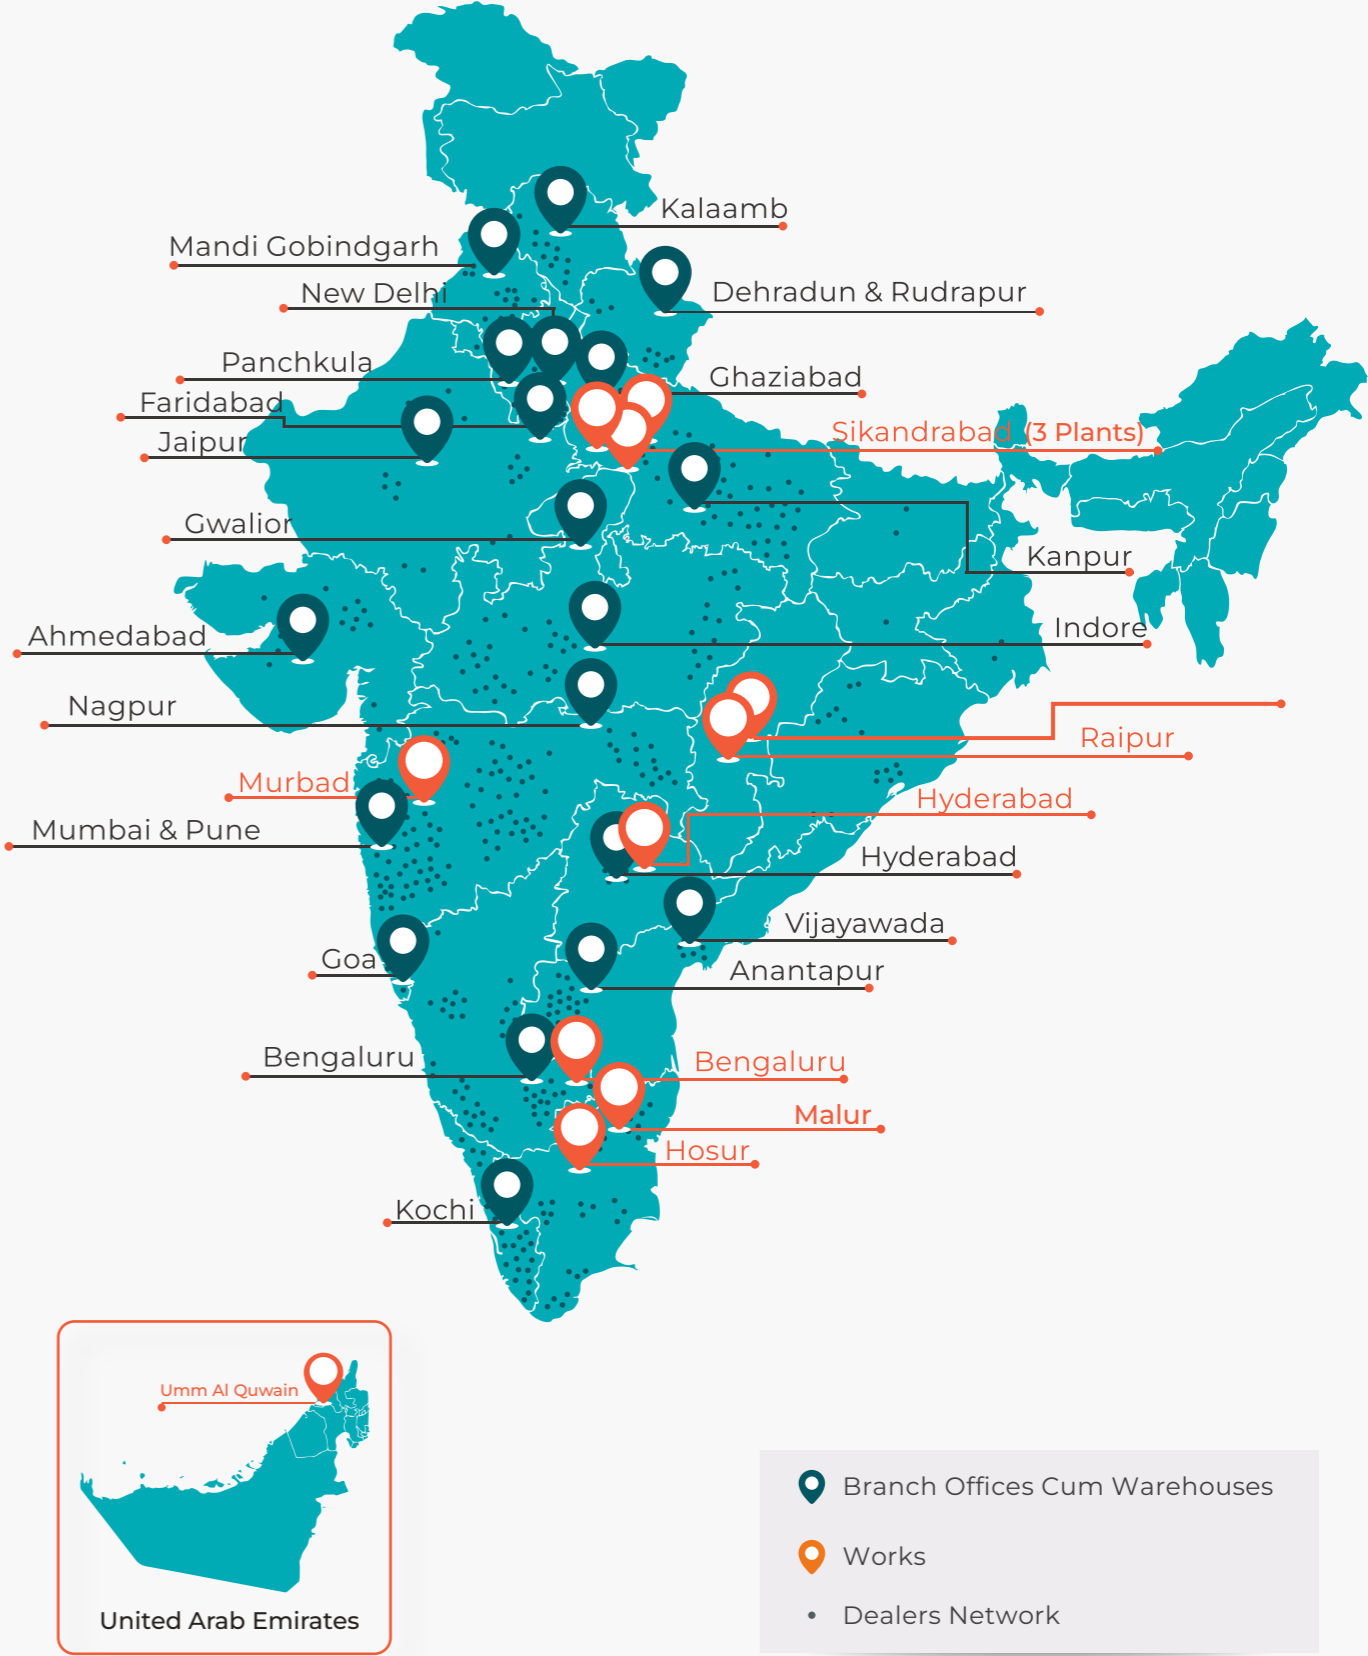 Kalaamb
Mandi Gobindgarh
New Delhi
Dehradun & Rudrapur
Panchkula
Ghaziabad
Faridabad
Sikandrabad (3 Plants)
Jaipur
Gwalior
Kanpur
Ahmedabad
Indore
Nagpur
Raipur
Murbad
Hyderabad
Mumbai & Pune
Hyderabad
Vijayawada
Goa
Anantapur
Bengaluru
Bengaluru
Malur
Hosur
Kochi
Umm Al Quwain
United Arab Emirates
Branch Offices Cum Warehouses
Works
Dealers Network